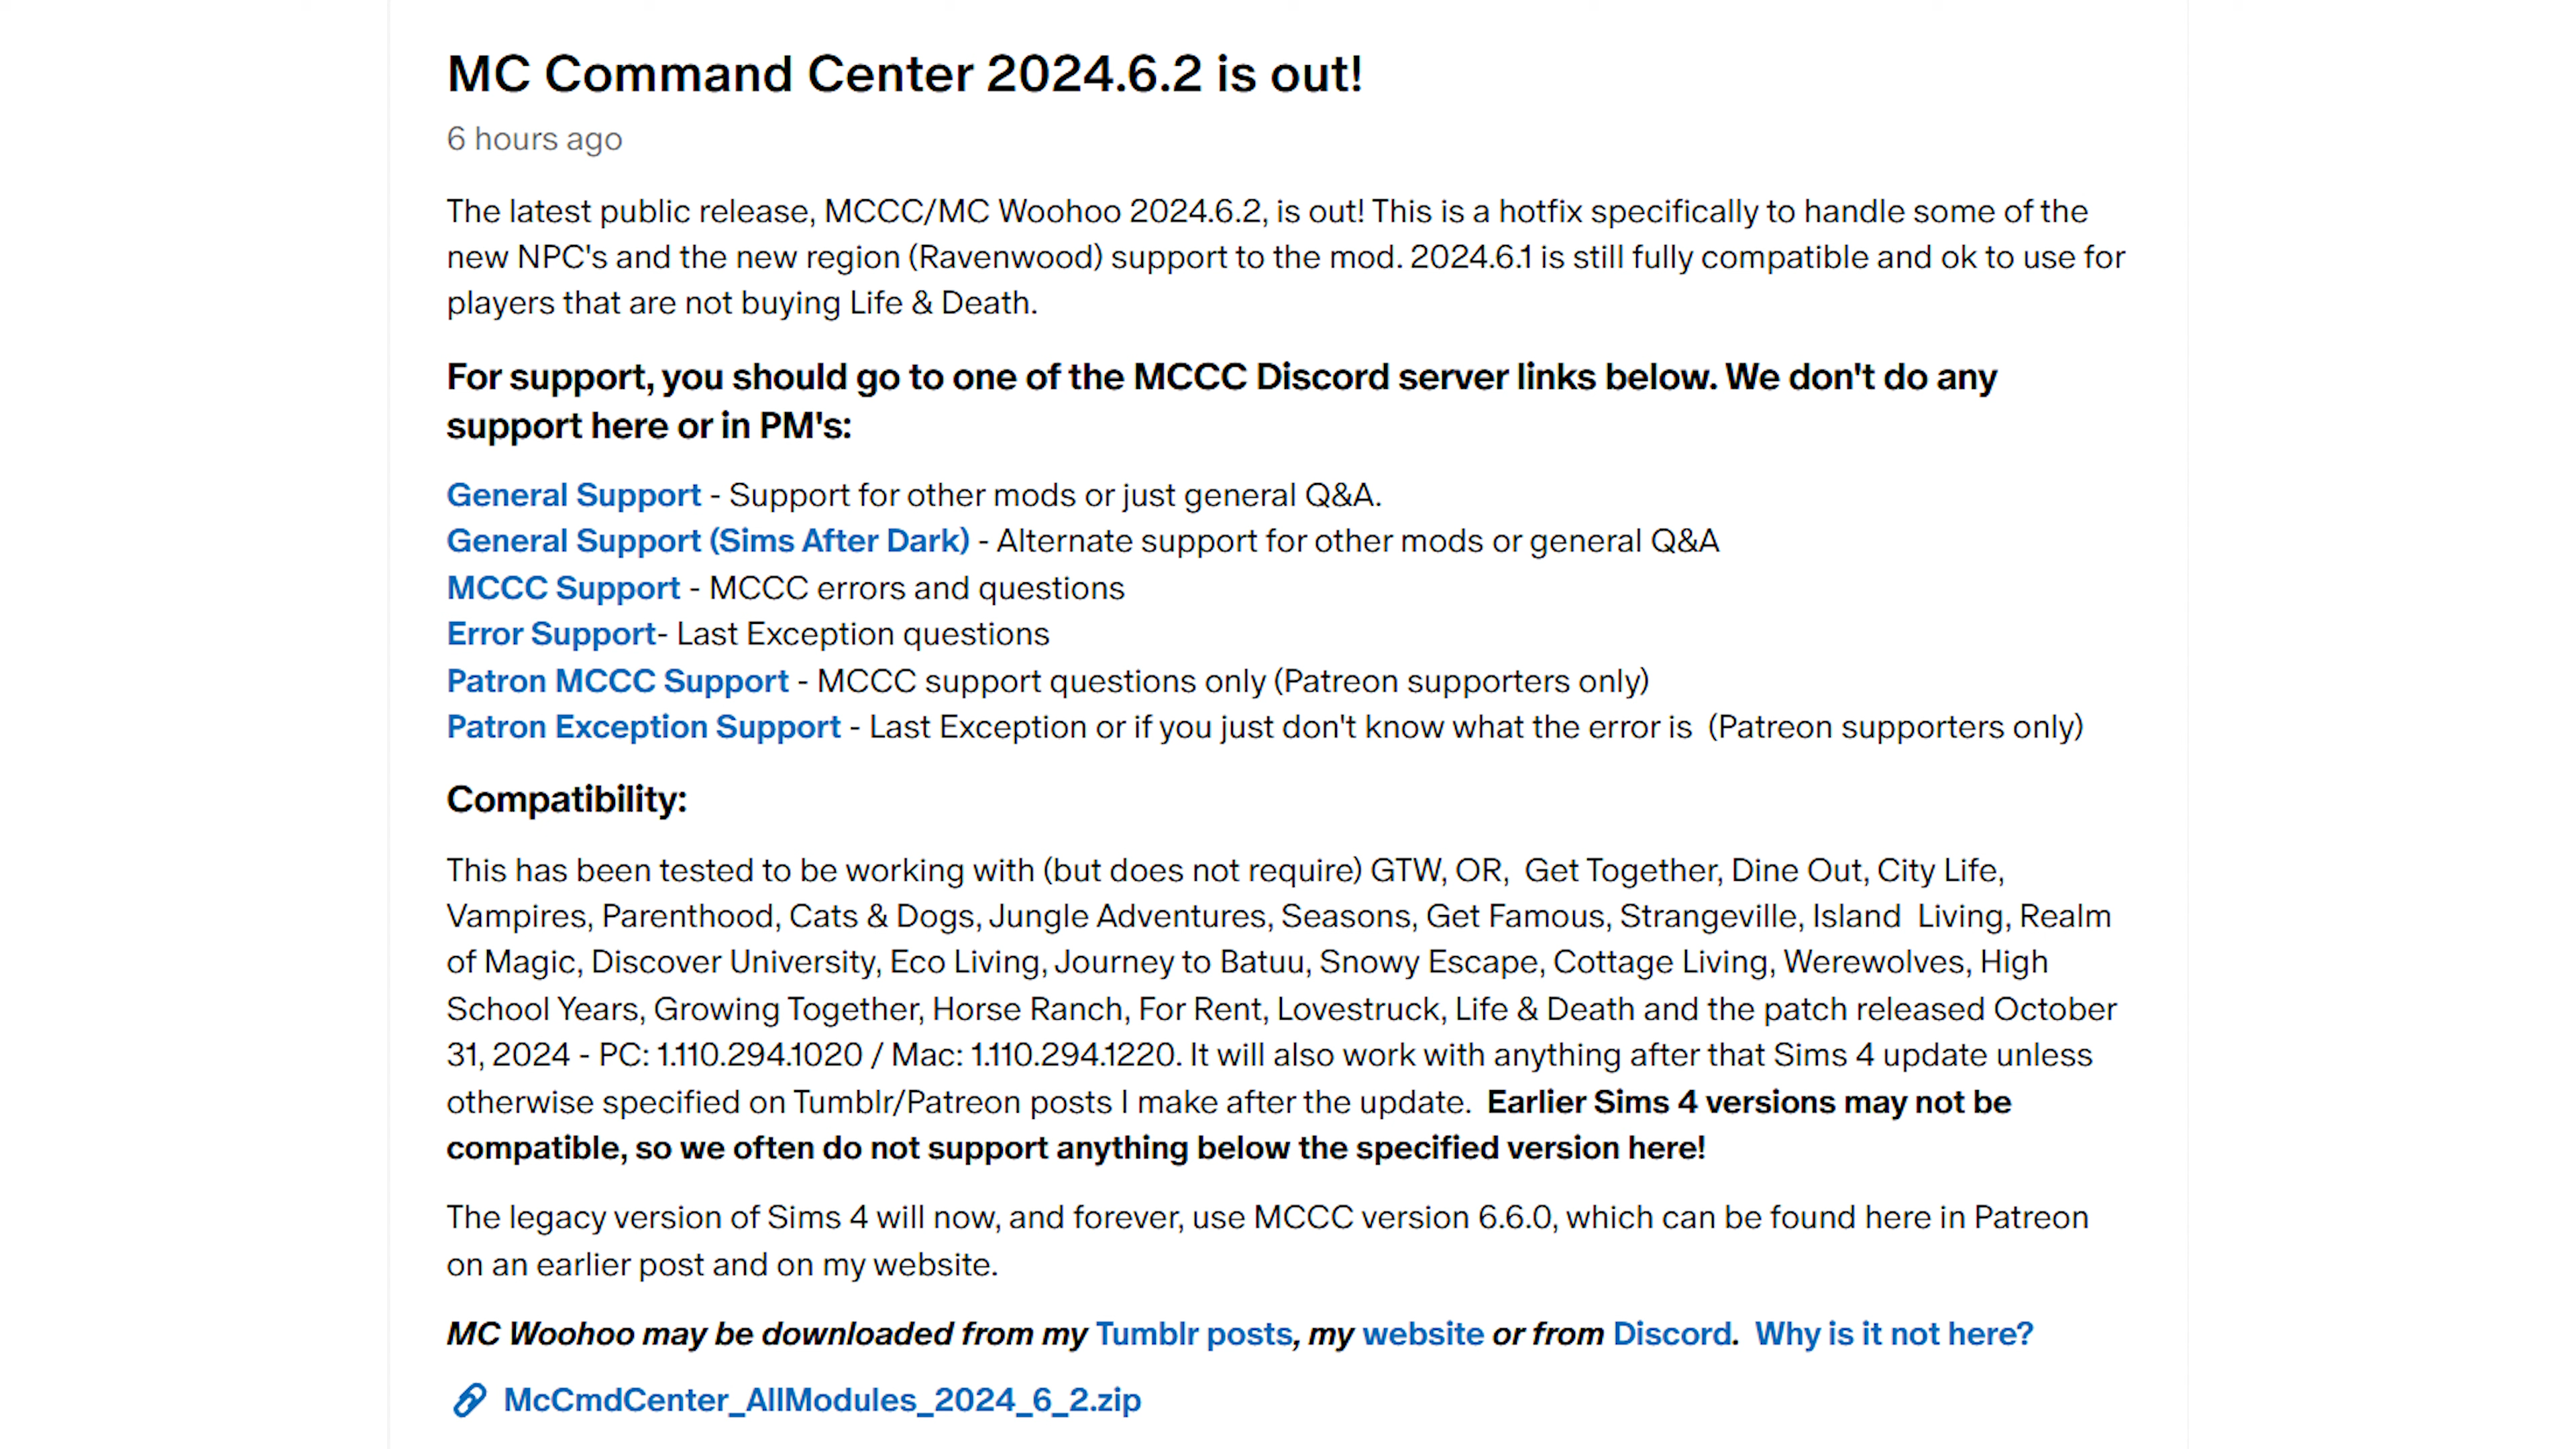 MC Command Center 2024.6.2 is out!
6 hours ago
The latest public release, MCCC/MC Woohoo 2024.6.2, is out! This is a hotfix specifically to handle some of the
new NPC's and the new region (Ravenwood) support to the mod. 2024.6.1 is still fully compatible and ok to use for
players that are not buying Life & Death.
For support, you should go to one of the MCCC Discord server links below. We don't do any
support here or in PM's:
General Support - Support for other mods or just general Q&A.
General Support (Sims After Dark) - Alternate support for other mods or general Q&A
MCCC Support - MCCC errors and questions
Error Support- Last Exception questions
Patron MCCC Support - MCCC support questions only (Patreon supporters only)
Patron Exception Support - Last Exception or if you just don't know what the error is  (Patreon supporters only)
Compatibility:
This has been tested to be working with (but does not require) GTW, OR,  Get Together, Dine Out, City Life,
Vampires, Parenthood, Cats & Dogs, Jungle Adventures, Seasons, Get Famous, Strangeville, Island  Living, Realm
of Magic, Discover University, Eco Living, Journey to Batuu, Snowy Escape, Cottage Living, Werewolves, High
School Years, Growing Together, Horse Ranch, For Rent, Lovestruck, Life & Death and the patch released October
31, 2024 - PC: 1.110.294.1020 / Mac: 1.110.294.1220. It will also work with anything after that Sims 4 update unless
otherwise specified on Tumblr/Patreon posts I make after the update.  Earlier Sims 4 versions may not be
compatible, so we often do not support anything below the specified version here!
The legacy version of Sims 4 will now, and forever, use MCCC version 6.6.0, which can be found here in Patreon
on an earlier post and on my website.
MC Woohoo may be downloaded from my Tumblr posts, my website or from Discord.  Why is it not here?
McCmdCenter_AllModules_2024_6_2.zip